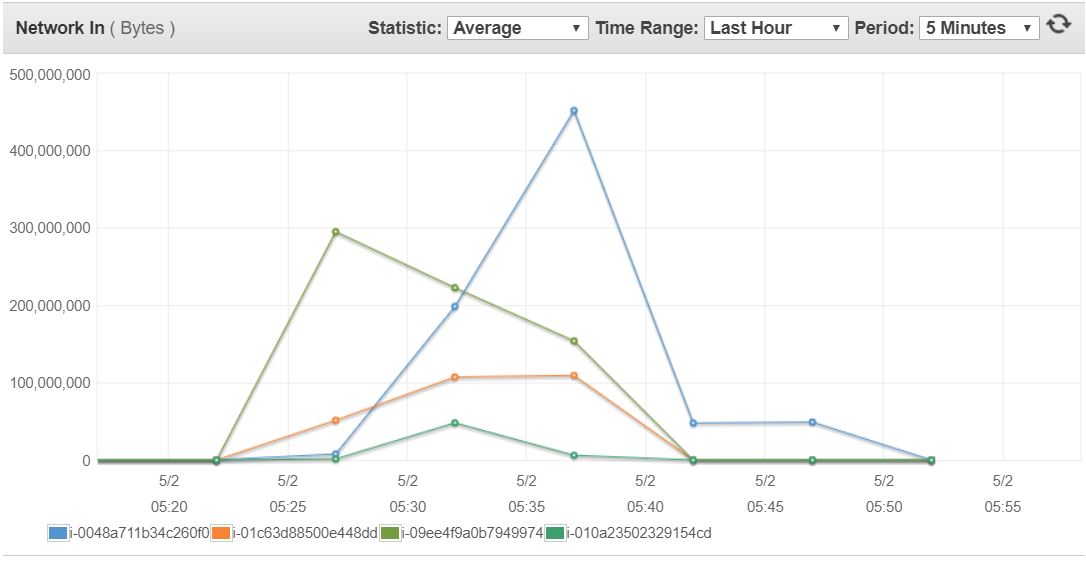 Network In ( Bytes ) Statistic: Average Time Range: Last Hour Period: 5 Minutes
500,000,000
400,000,000
300,000,000
200,000,000
100,000,000
0
5/2 5/2 5/2 5/2 5/2 5/2 5/2 5/2
05:20 05:25 05:30 05:35 05:40 05:45 05:50 05:55
i-0048a711b34c260f0 i-01c63d88500e448dd i-09ee4f9a0b7949974 i-010a23502329154cd